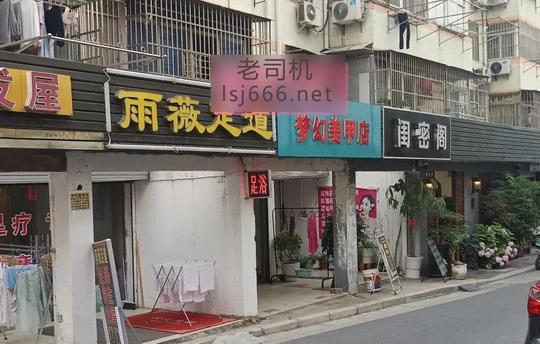 老司机
lsj666.net
发屋
雨薇足道
梦幻美甲店
闺密阁
足浴
足疗